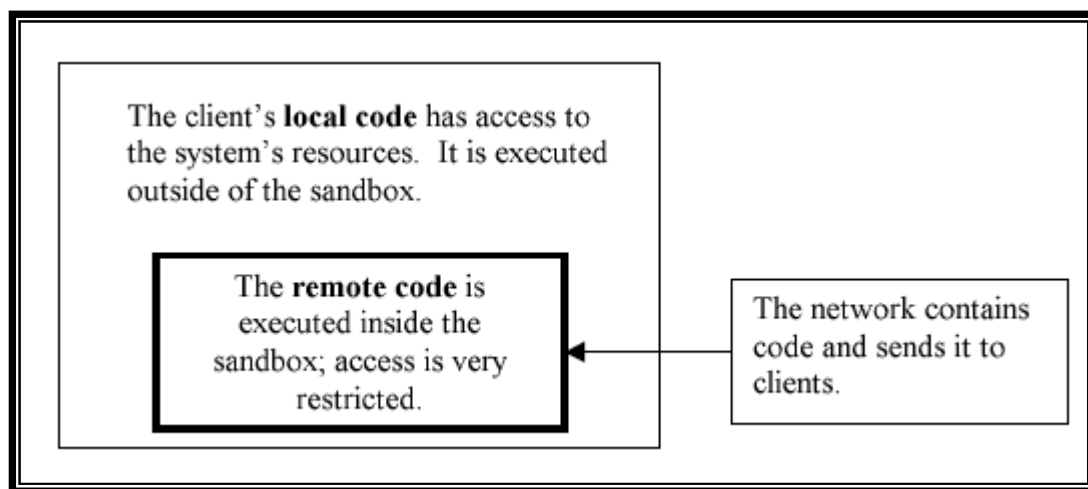 The client’s local code has access to
the system’s resources.  It is executed
outside of the sandbox.
The remote code is
executed inside the
sandbox; access is very
restricted.
The network contains
code and sends it to
clients.